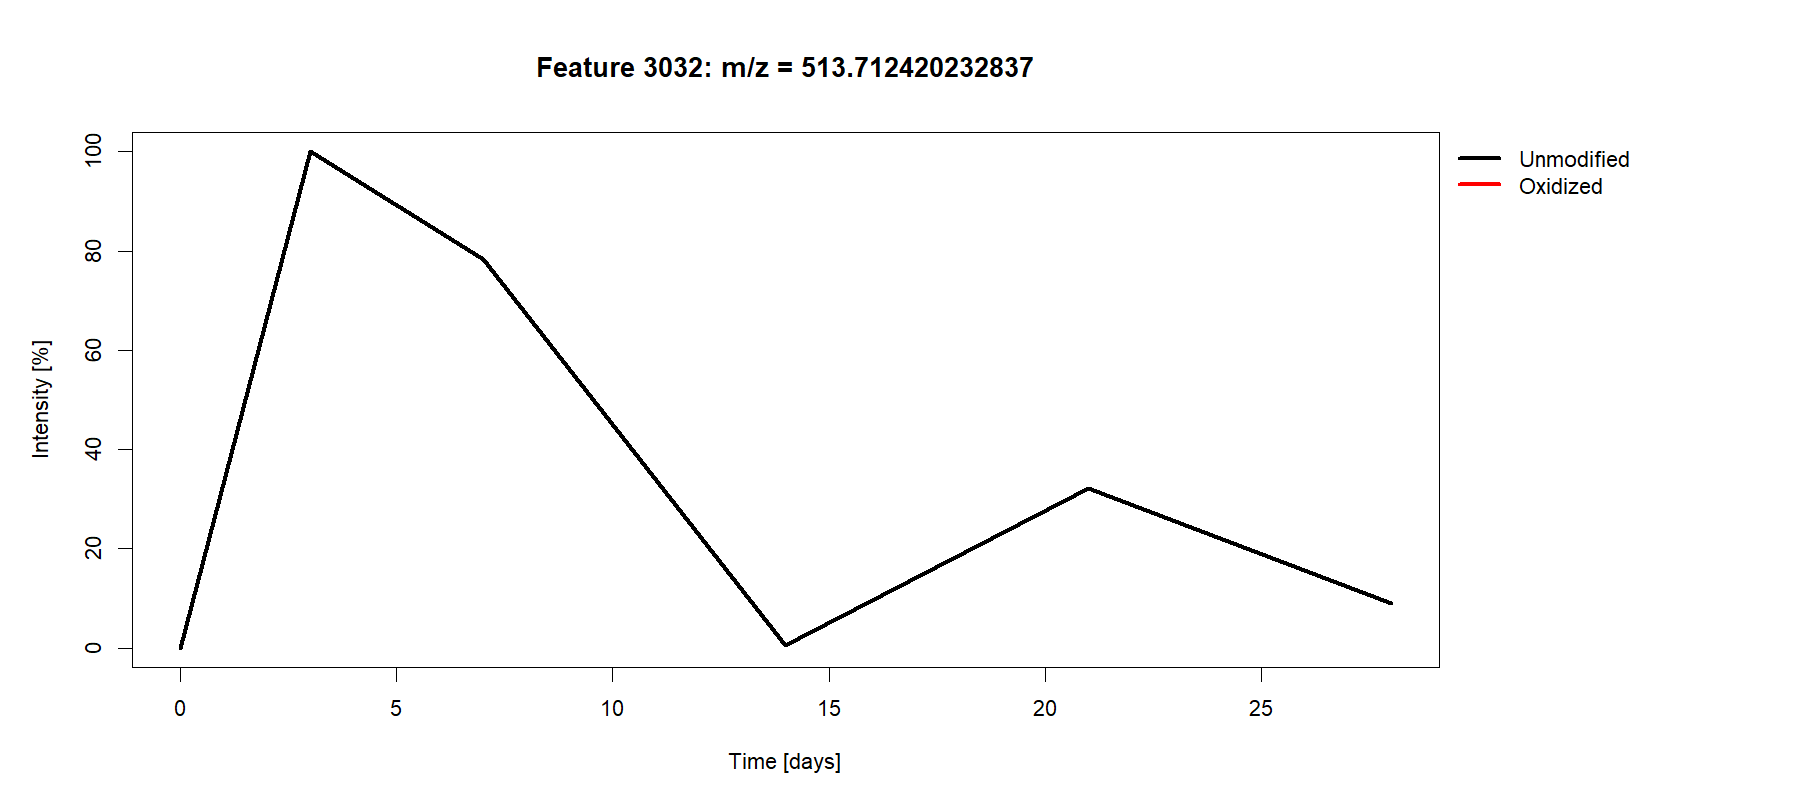 Feature 3032: m/z = 513.712420232837
Unmodified
Oxidized
Intensity [%]
100
80
60
40
20
0
0 5 10 15 20 25
Time [days]